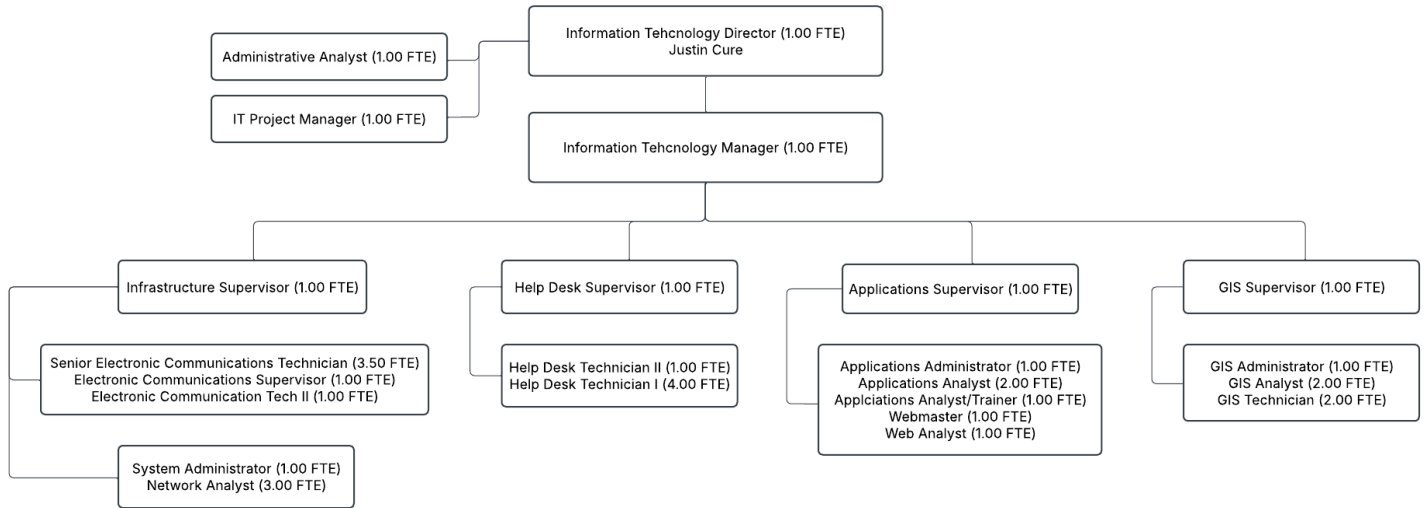 Information Tehcnology Director (1.00 FTE)
Justin Cure
Administrative Analyst (1.00 FTE)
IT Project Manager (1.00 FTE)
Information Tehcnology Manager (1.00 FTE)
Infrastructure Supervisor (1.00 FTE)
Senior Electronic Communications Technician (3.50 FTE)
Electronic Communications Supervisor (1.00 FTE)
Electronic Communication Tech II (1.00 FTE)
System Administrator (1.00 FTE)
Network Analyst (3.00 FTE)
Help Desk Supervisor (1.00 FTE)
Help Desk Technician II (1.00 FTE)
Help Desk Technician I (4.00 FTE)
Applications Supervisor (1.00 FTE)
Applications Administrator (1.00 FTE)
Applications Analyst (2.00 FTE)
Applciations Analyst/Trainer (1.00 FTE)
Webmaster (1.00 FTE)
Web Analyst (1.00 FTE)
GIS Supervisor (1.00 FTE)
GIS Administrator (1.00 FTE)
GIS Analyst (2.00 FTE)
GIS Technician (2.00 FTE)